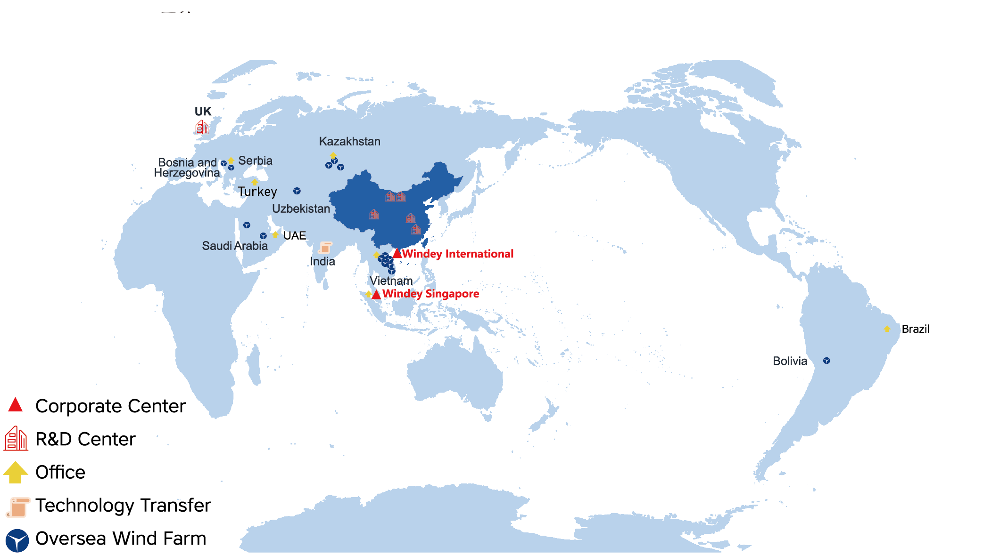 UK
Kazakhstan
Bosnia and
Herzegovina
Serbia
Turkey
Uzbekistan
UAE
Saudi Arabia
India
Windey International
Vietnam
Windey Singapore
Brazil
Bolivia
Corporate Center
R&D Center
Office
Technology Transfer
Oversea Wind Farm